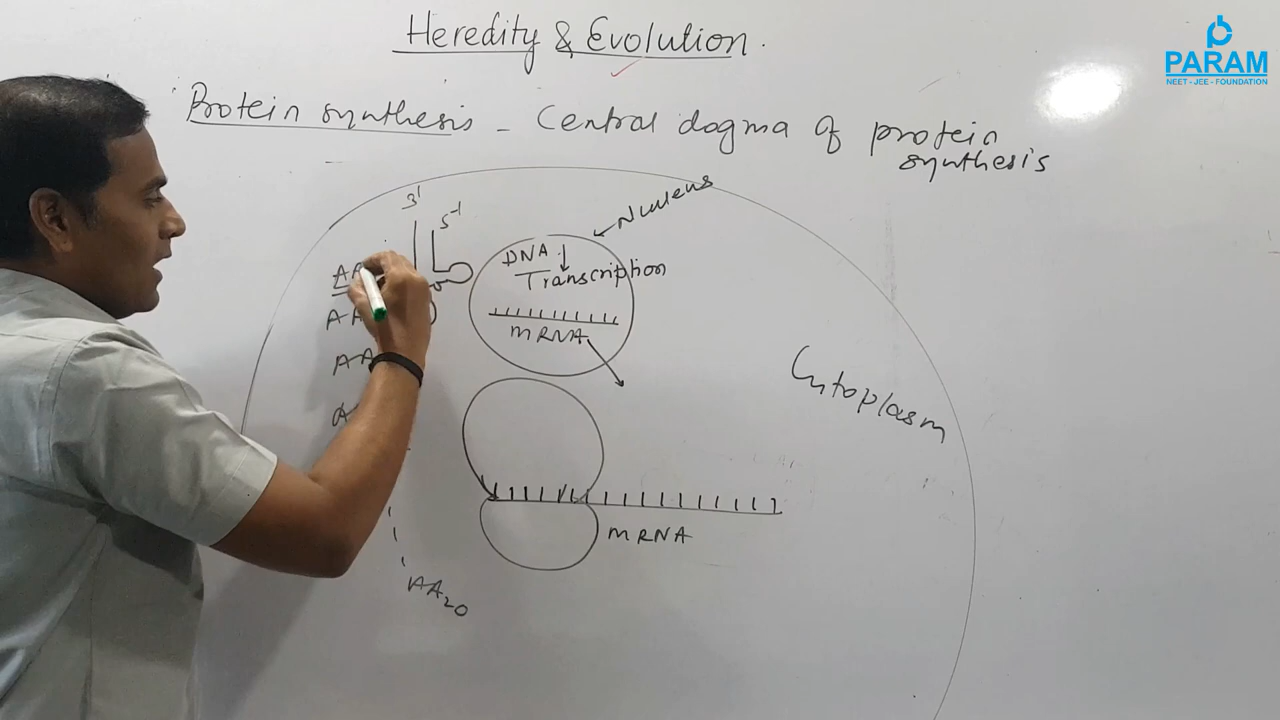 Heredity & Evolution.
PARAM
NEET - JEE - FOUNDATION
Protein synthesis - Central dogma of protein
synthesis
3'
5-1
Nucleus
DNA
Transcription
AA
mRNA
AA
Cytoplasm
mRNA
AA20